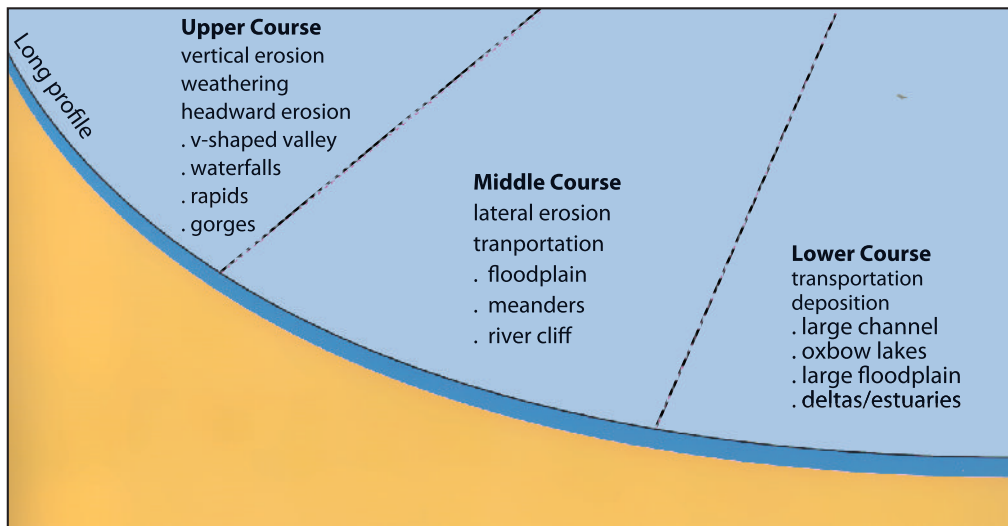 Long profile
Upper Course
vertical erosion
weathering
headward erosion
. v-shaped valley
. waterfalls
. rapids
. gorges
Middle Course
lateral erosion
tranportation
. floodplain
. meanders
. river cliff
Lower Course
transportation
deposition
. large channel
. oxbow lakes
. large floodplain
. deltas/estuaries